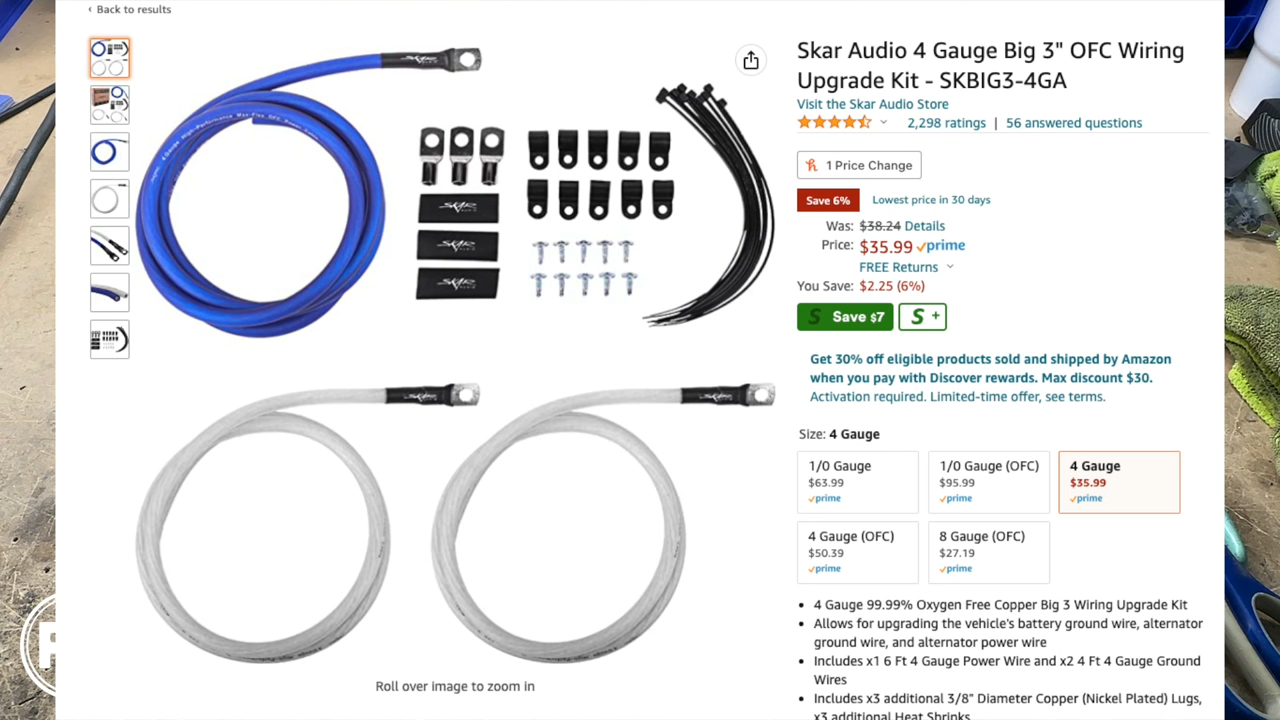 ‹ Back to results
Skar Audio 4 Gauge Big 3" OFC Wiring
Upgrade Kit - SKBIG3-4GA
Visit the Skar Audio Store
2,298 ratings | 56 answered questions
1 Price Change
Save 6% Lowest price in 30 days
Was: $38.24 Details
Price: $35.99 prime
FREE Returns
You Save: $2.25 (6%)
S Save $7 S +
Get 30% off eligible products sold and shipped by Amazon
when you pay with Discover rewards. Max discount $30.
Activation required. Limited-time offer, see terms.
Size: 4 Gauge
1/0 Gauge
$63.99
prime
1/0 Gauge (OFC)
$95.99
prime
4 Gauge
$35.99
prime
4 Gauge (OFC)
$50.39
prime
8 Gauge (OFC)
$27.19
prime
• 4 Gauge 99.99% Oxygen Free Copper Big 3 Wiring Upgrade Kit
• Allows for upgrading the vehicle's battery ground wire, alternator
ground wire, and alternator power wire
• Includes x1 6 Ft 4 Gauge Power Wire and x2 4 Ft 4 Gauge Ground
Wires
• Includes x3 additional 3/8" Diameter Copper (Nickel Plated) Lugs,
x3 additional Heat Shrinks
SKAR
SKAR
SKAR
Roll over image to zoom in